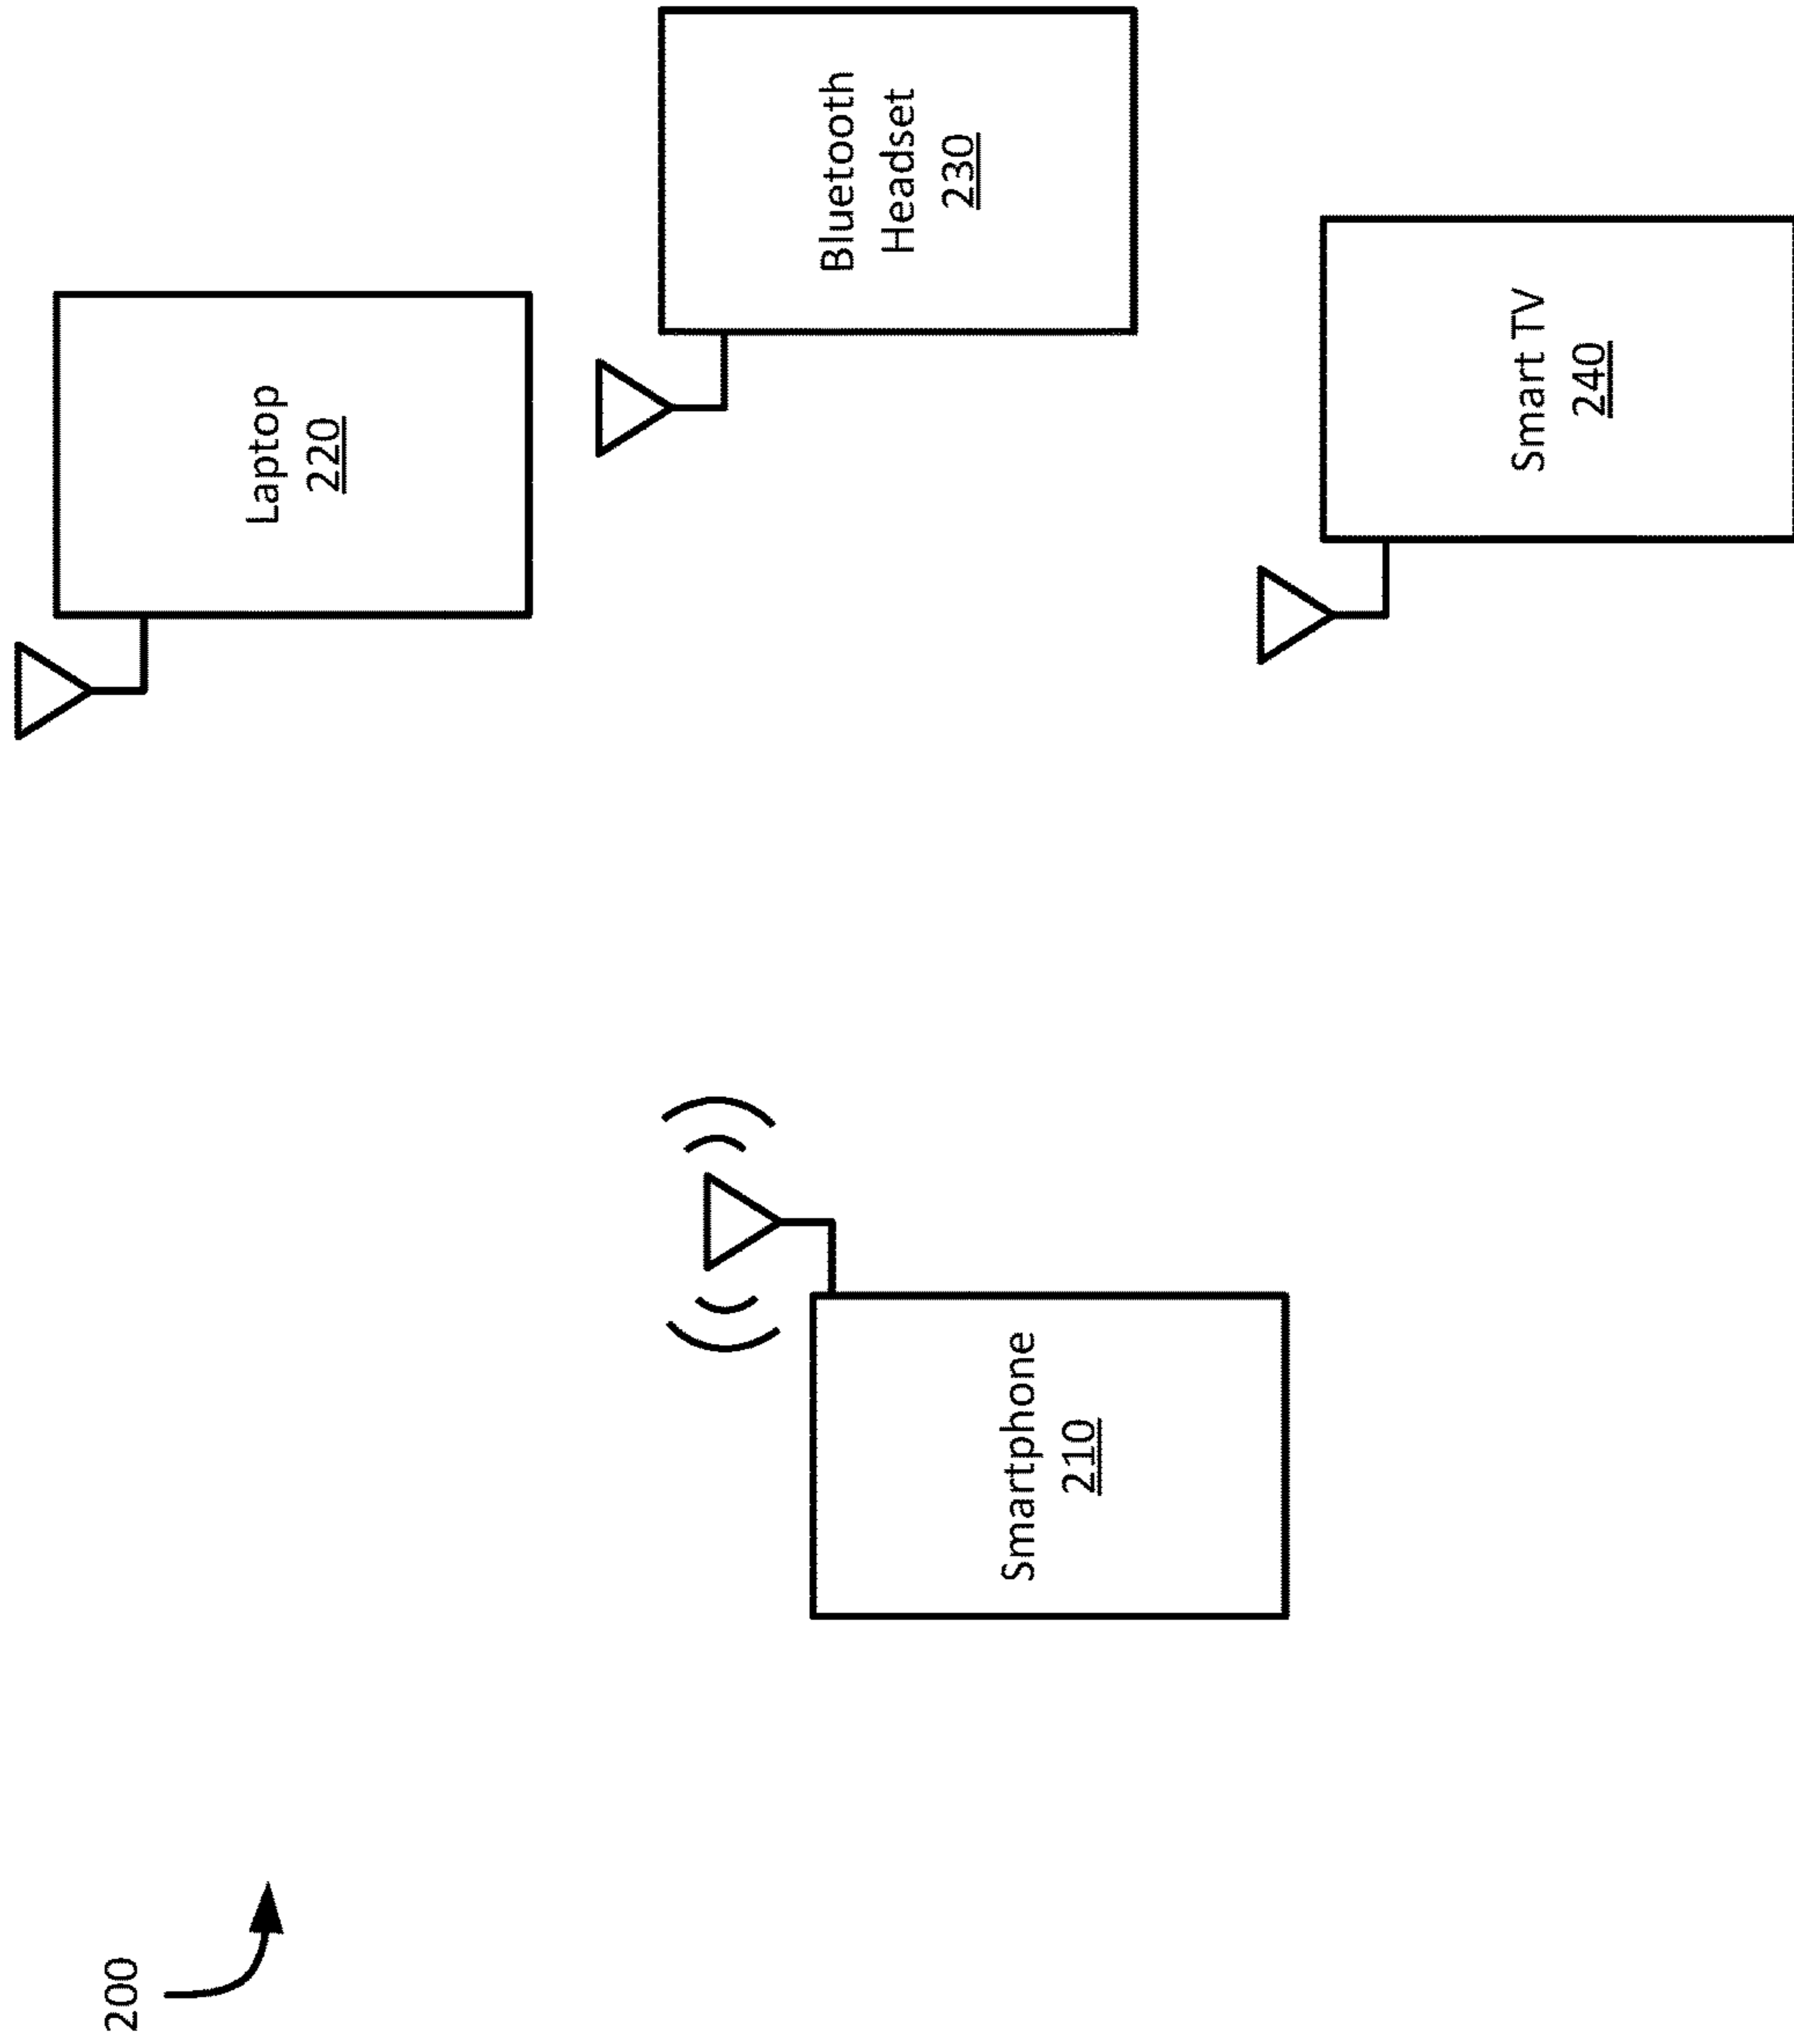 200
Smartphone
210
Laptop
220
Bluetooth
Headset
230
Smart TV
240